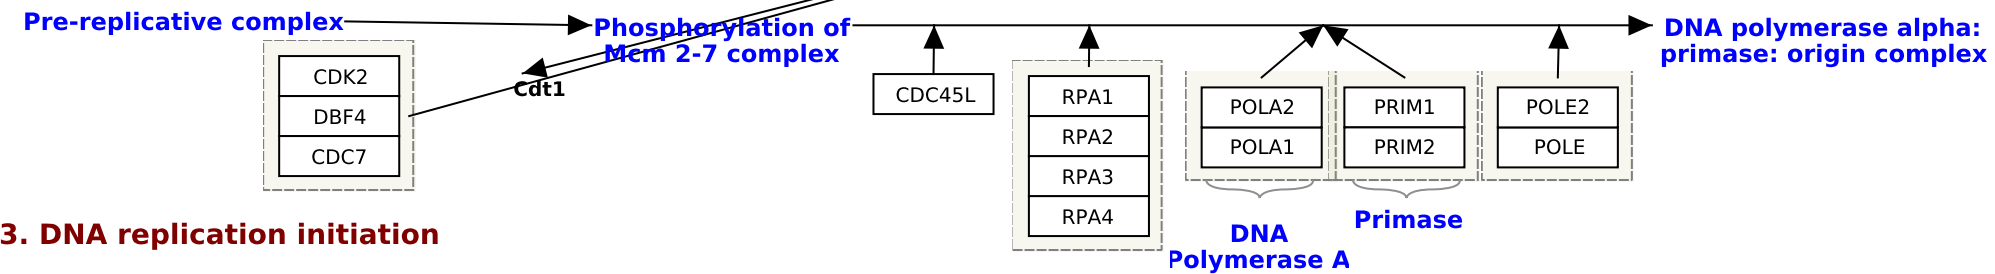 Pre-replicative complex
Phosphorylation of
Mcm 2-7 complex
DNA polymerase alpha:
primase: origin complex
CDK2
DBF4
CDC7
Cdt1
CDC45L
RPA1
RPA2
RPA3
RPA4
POLA2
POLA1
PRIM1
PRIM2
POLE2
POLE
DNA
Polymerase A
Primase
3. DNA replication initiation